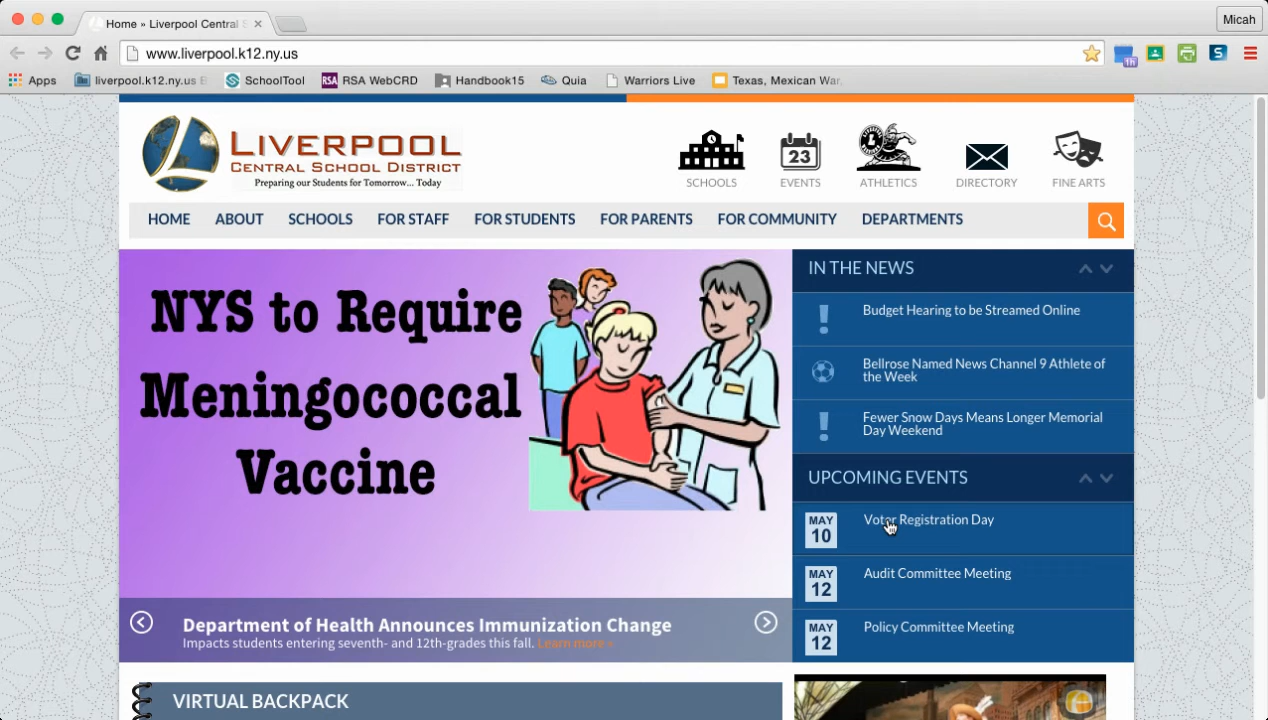 Home » Liverpool Central S
Micah
www.liverpool.k12.ny.us
1h
S
Apps
liverpool.k12.ny.us B
SchoolTool
RSA
RSA WebCRD
Handbook15
Quia
Warriors Live
Texas, Mexican War,
LIVERPOOL
CENTRAL SCHOOL DISTRICT
Preparing our Students for Tomorrow... Today
23
L
SCHOOLS
EVENTS
ATHLETICS
DIRECTORY
FINE ARTS
HOME
ABOUT
SCHOOLS
FOR STAFF
FOR STUDENTS
FOR PARENTS
FOR COMMUNITY
DEPARTMENTS
NYS to Require
Meningococcal
Vaccine
Department of Health Announces Immunization Change
Impacts students entering seventh- and 12th-grades this fall. Learn more »
IN THE NEWS
Budget Hearing to be Streamed Online
Bellrose Named News Channel 9 Athlete of
the Week
Fewer Snow Days Means Longer Memorial
Day Weekend
UPCOMING EVENTS
MAY
10
Voter Registration Day
MAY
12
Audit Committee Meeting
MAY
12
Policy Committee Meeting
VIRTUAL BACKPACK